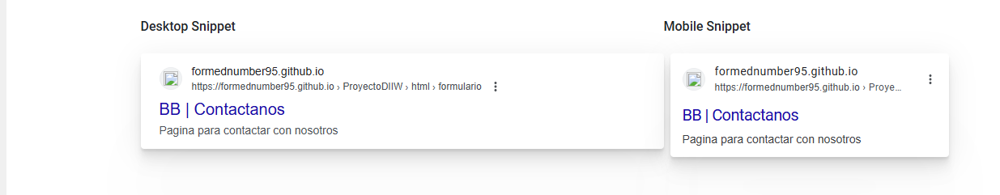 Desktop Snippet
formednumber95.github.io
https://formednumber95.github.io › ProyectoDIIW › html › formulario
BB | Contactanos
Pagina para contactar con nosotros
Mobile Snippet
formednumber95.github.io
https://formednumber95.github.io › Proye...
BB | Contactanos
Pagina para contactar con nosotros